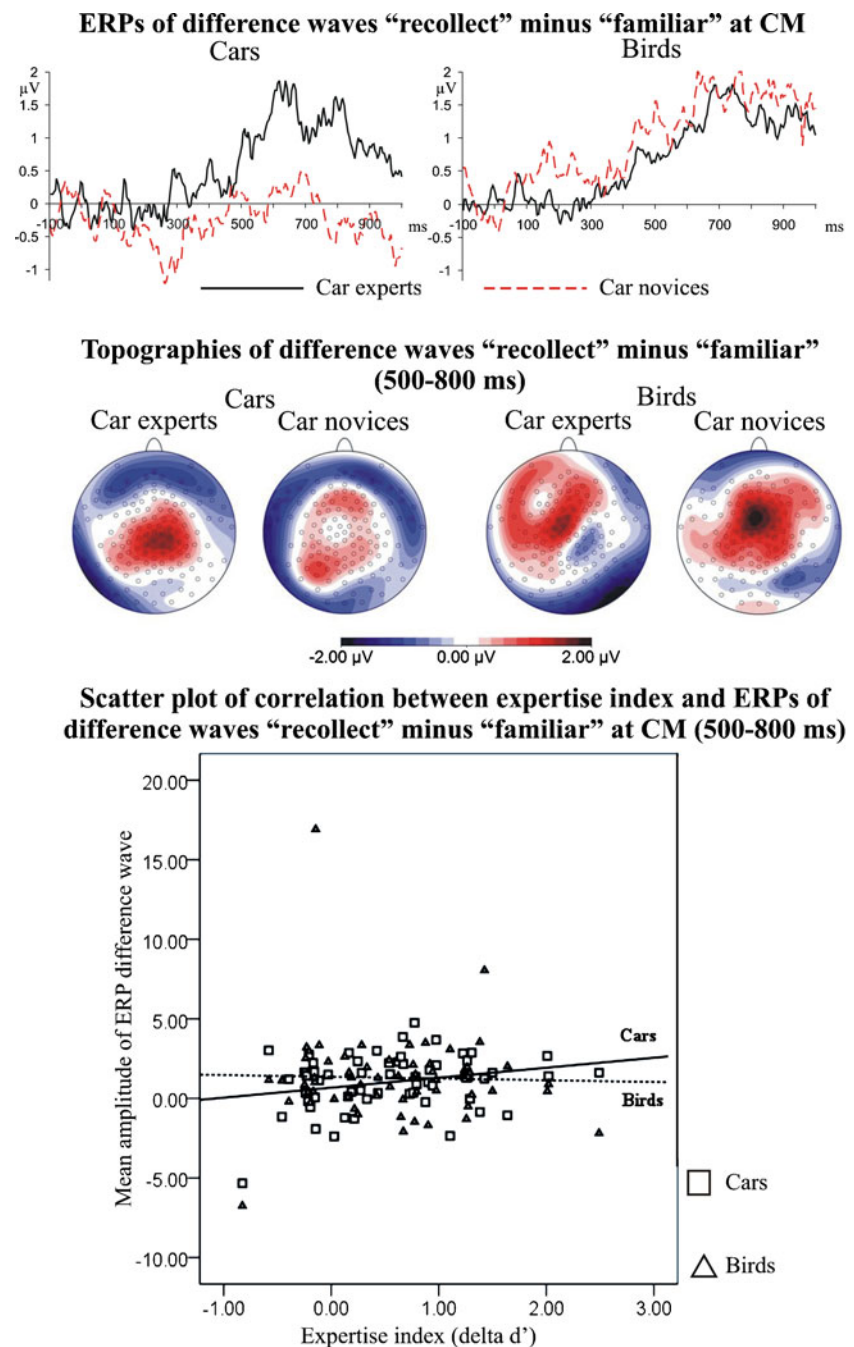 ERPs of difference waves “recollect” minus “familiar” at CM
Cars
Birds
2
µV
1.5
1
0.5
0
-0.5
-1
-100
100
300
500
700
900
ms
2
µV
1.5
1
0.5
0
-0.5
-1
-100
100
300
500
700
900
ms
Car experts
Car novices
Topographies of difference waves “recollect” minus “familiar”
(500-800 ms)
Cars
Birds
Car experts
Car novices
Car experts
Car novices
-2.00 µV
0.00 µV
2.00 µV
Scatter plot of correlation between expertise index and ERPs of
difference waves “recollect” minus “familiar” at CM (500-800 ms)
Mean amplitude of ERP difference wave
20.00
15.00
10.00
5.00
0.00
-5.00
-10.00
Cars
Birds
Cars
Birds
-1.00
0.00
1.00
2.00
3.00
Expertise index (delta d’)